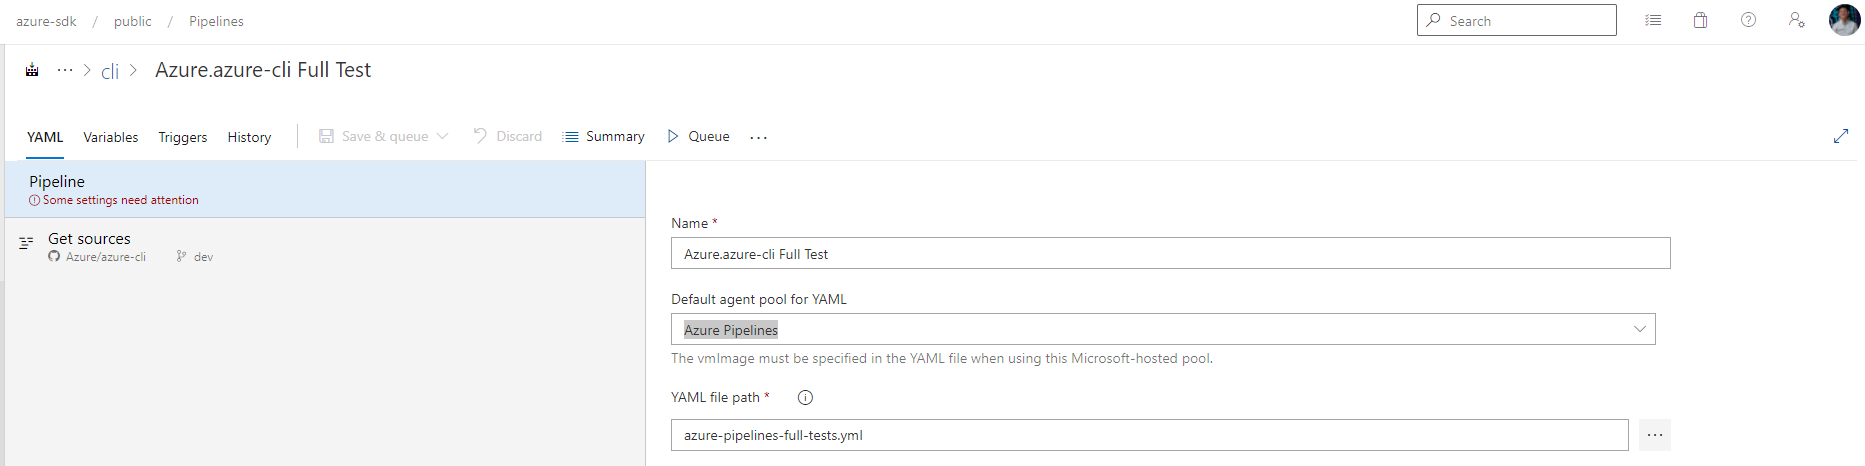 azure-sdk / public / Pipelines
Search
··· > cli > Azure.azure-cli Full Test
YAML Variables Triggers History Save & queue Discard Summary Queue ···
Pipeline
Some settings need attention
Get sources
Azure/azure-cli dev
Name *
Azure.azure-cli Full Test
Default agent pool for YAML
Azure Pipelines
The vmImage must be specified in the YAML file when using this Microsoft-hosted pool.
YAML file path *
azure-pipelines-full-tests.yml
···